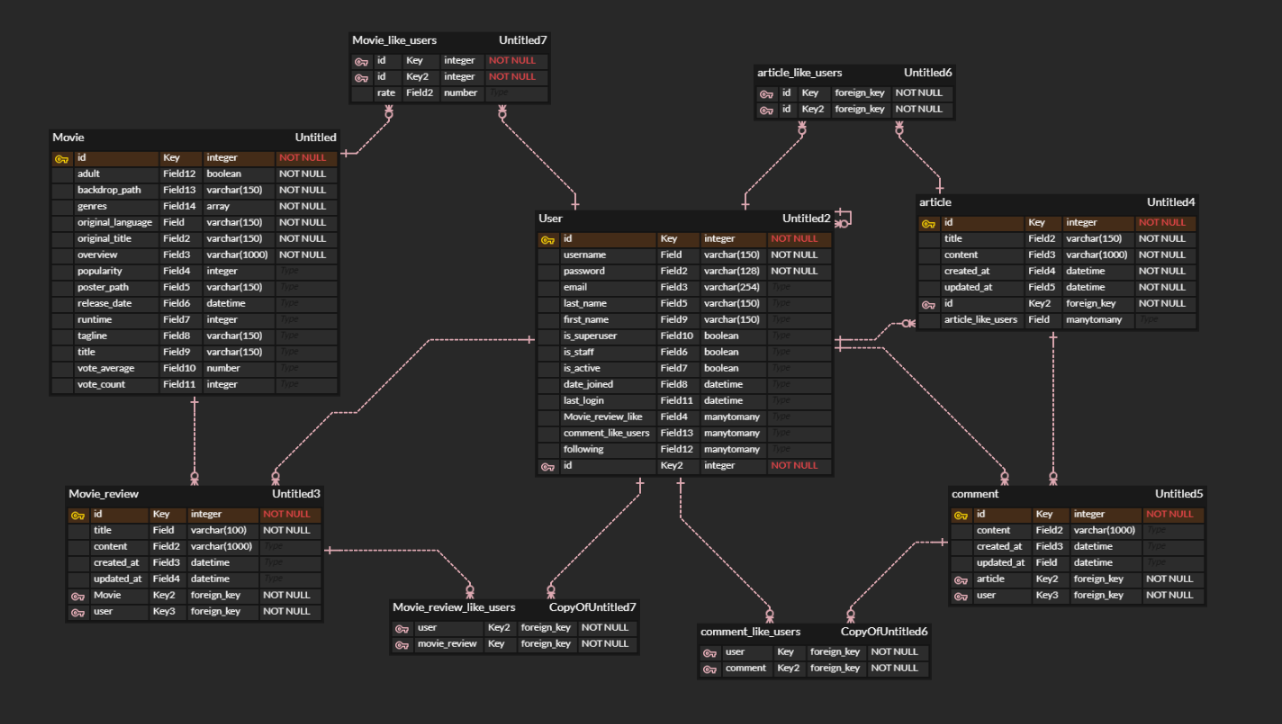 Movie_like_users Untitled7
id Key integer NOT NULL
id Key2 integer NOT NULL
rate Field2 number Type
article_like_users Untitled6
id Key foreign_key NOT NULL
id Key2 foreign_key NOT NULL
Movie Untitled
id Key integer NOT NULL
adult Field12 boolean NOT NULL
backdrop_path Field13 varchar(150) NOT NULL
genres Field14 array NOT NULL
original_language Field varchar(150) NOT NULL
original_title Field2 varchar(150) NOT NULL
overview Field3 varchar(1000) NOT NULL
popularity Field4 integer Type
poster_path Field5 varchar(150) Type
release_date Field6 datetime Type
runtime Field7 integer Type
tagline Field8 varchar(150) Type
title Field9 varchar(150) Type
vote_average Field10 number Type
vote_count Field11 integer Type
User Untitled2
id Key integer NOT NULL
username Field varchar(150) NOT NULL
password Field2 varchar(128) NOT NULL
email Field3 varchar(254) Type
last_name Field5 varchar(150) Type
first_name Field9 varchar(150) Type
is_superuser Field10 boolean Type
is_staff Field6 boolean Type
is_active Field7 boolean Type
date_joined Field8 datetime Type
last_login Field11 datetime Type
Movie_review_like Field4 manytomany Type
comment_like_users Field13 manytomany Type
following Field12 manytomany Type
id Key2 integer NOT NULL
article Untitled4
id Key integer NOT NULL
title Field2 varchar(150) NOT NULL
content Field3 varchar(1000) NOT NULL
created_at Field4 datetime NOT NULL
updated_at Field5 datetime NOT NULL
id Key2 foreign_key NOT NULL
article_like_users Field manytomany Type
Movie_review Untitled3
id Key integer NOT NULL
title Field varchar(100) NOT NULL
content Field2 varchar(1000) Type
created_at Field3 datetime Type
updated_at Field4 datetime Type
Movie Key2 foreign_key NOT NULL
user Key3 foreign_key NOT NULL
comment Untitled5
id Key integer NOT NULL
content Field2 varchar(1000) Type
created_at Field3 datetime Type
updated_at Field datetime Type
article Key2 foreign_key NOT NULL
user Key3 foreign_key NOT NULL
Movie_review_like_users CopyOfUntitled7
user Key2 foreign_key NOT NULL
movie_review Key foreign_key NOT NULL
comment_like_users CopyOfUntitled6
user Key foreign_key NOT NULL
comment Key2 foreign_key NOT NULL